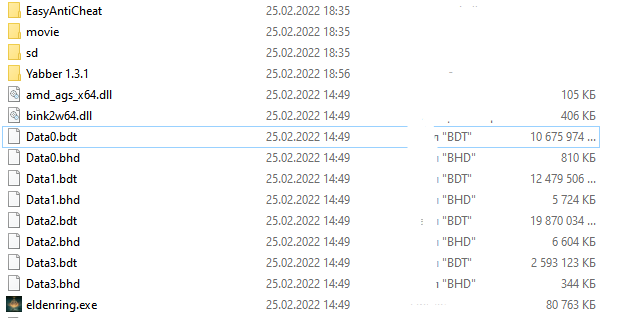 EasyAntiCheat 25.02.2022 18:35
movie 25.02.2022 18:35
sd 25.02.2022 18:35
Yabber 1.3.1 25.02.2022 18:56
amd_ags_x64.dll 25.02.2022 14:49 105 КБ
bink2w64.dll 25.02.2022 14:49 406 КБ
Data0.bdt 25.02.2022 14:49 "BDT" 10 675 974 ...
Data0.bhd 25.02.2022 14:49 "BHD" 810 КБ
Data1.bdt 25.02.2022 14:49 "BDT" 12 479 506 ...
Data1.bhd 25.02.2022 14:49 "BHD" 5 724 КБ
Data2.bdt 25.02.2022 14:49 "BDT" 19 870 034 ...
Data2.bhd 25.02.2022 14:49 "BHD" 6 604 КБ
Data3.bdt 25.02.2022 14:49 "BDT" 2 593 123 КБ
Data3.bhd 25.02.2022 14:49 "BHD" 344 КБ
eldenring.exe 25.02.2022 14:49 80 763 КБ